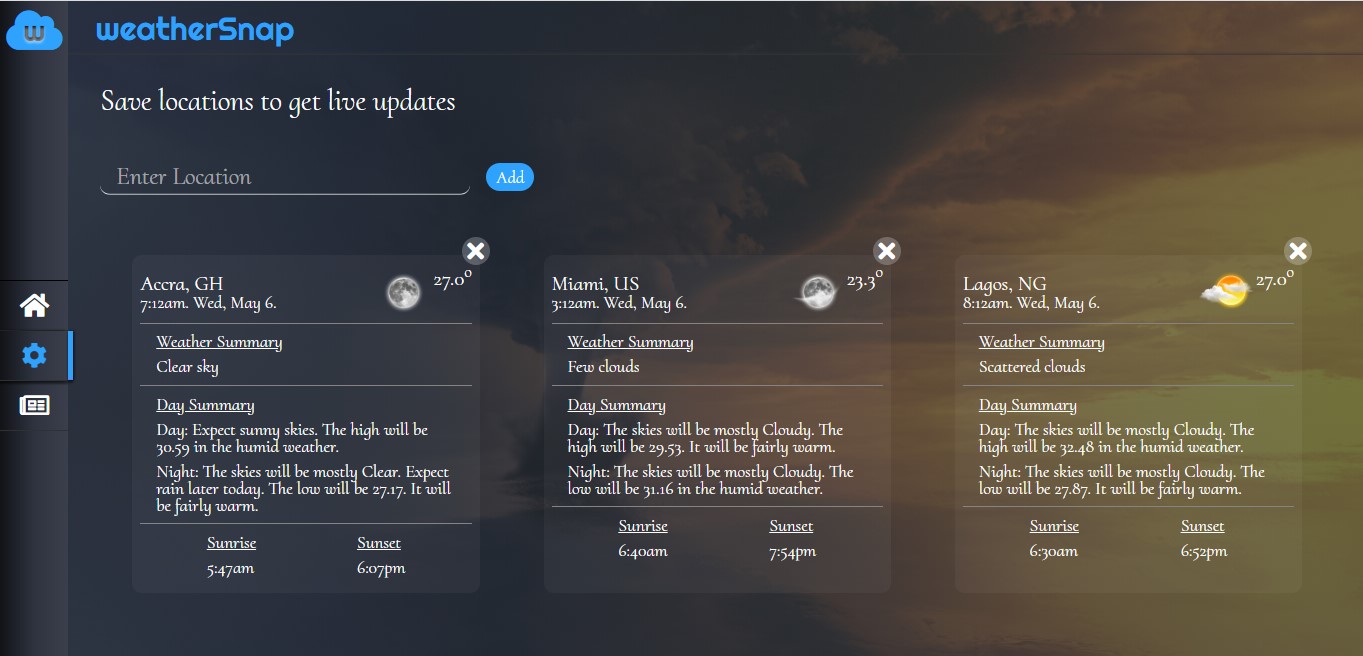 w
weatherSnap
Save locations to get live updates
Enter Location
Add
Accra, GH
27.0°
7:12am. Wed, May 6.
Weather Summary
Clear sky
Day Summary
Day: Expect sunny skies. The high will be
30.59 in the humid weather.
Night: The skies will be mostly Clear. Expect
rain later today. The low will be 27.17. It will
be fairly warm.
Sunrise
Sunset
5:47am
6:07pm
Miami, US
23.3°
3:12am. Wed, May 6.
Weather Summary
Few clouds
Day Summary
Day: The skies will be mostly Cloudy. The
high will be 29.53. It will be fairly warm.
Night: The skies will be mostly Cloudy. The
low will be 31.16 in the humid weather.
Sunrise
Sunset
6:40am
7:54pm
Lagos, NG
27.0°
8:12am. Wed, May 6.
Weather Summary
Scattered clouds
Day Summary
Day: The skies will be mostly Cloudy. The
high will be 32.48 in the humid weather.
Night: The skies will be mostly Cloudy. The
low will be 27.87. It will be fairly warm.
Sunrise
Sunset
6:30am
6:52pm